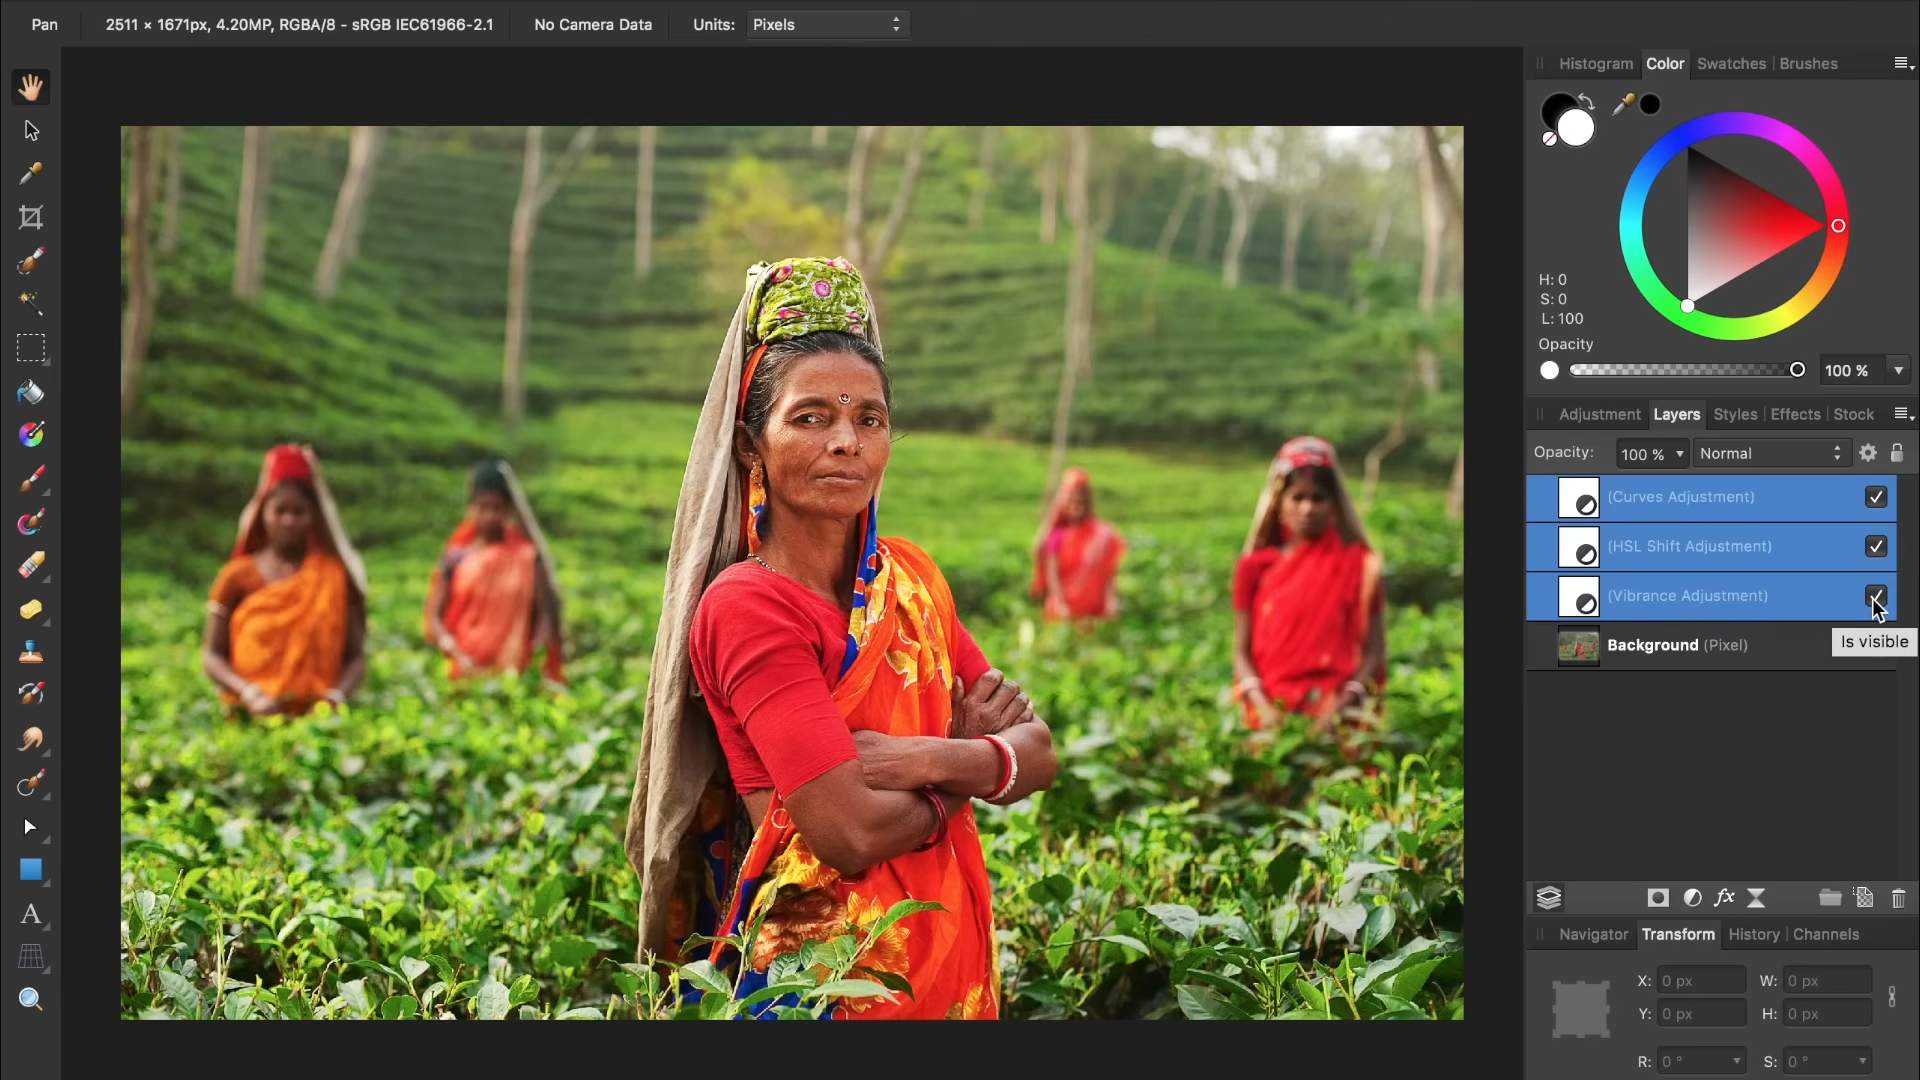 Pan 2511 × 1671px, 4.20MP, RGBA/8 - sRGB IEC61966-2.1 No Camera Data Units: Pixels
Histogram Color Swatches Brushes
H: 0
S: 0
L: 100
Opacity
100 %
Adjustment Layers Styles Effects Stock
Opacity: 100 % Normal
(Curves Adjustment)
(HSL Shift Adjustment)
(Vibrance Adjustment)
Background (Pixel)
Is visible
fx
A
Navigator Transform History Channels
X: 0 px W: 0 px
Y: 0 px H: 0 px
R: 0 ° S: 0 °